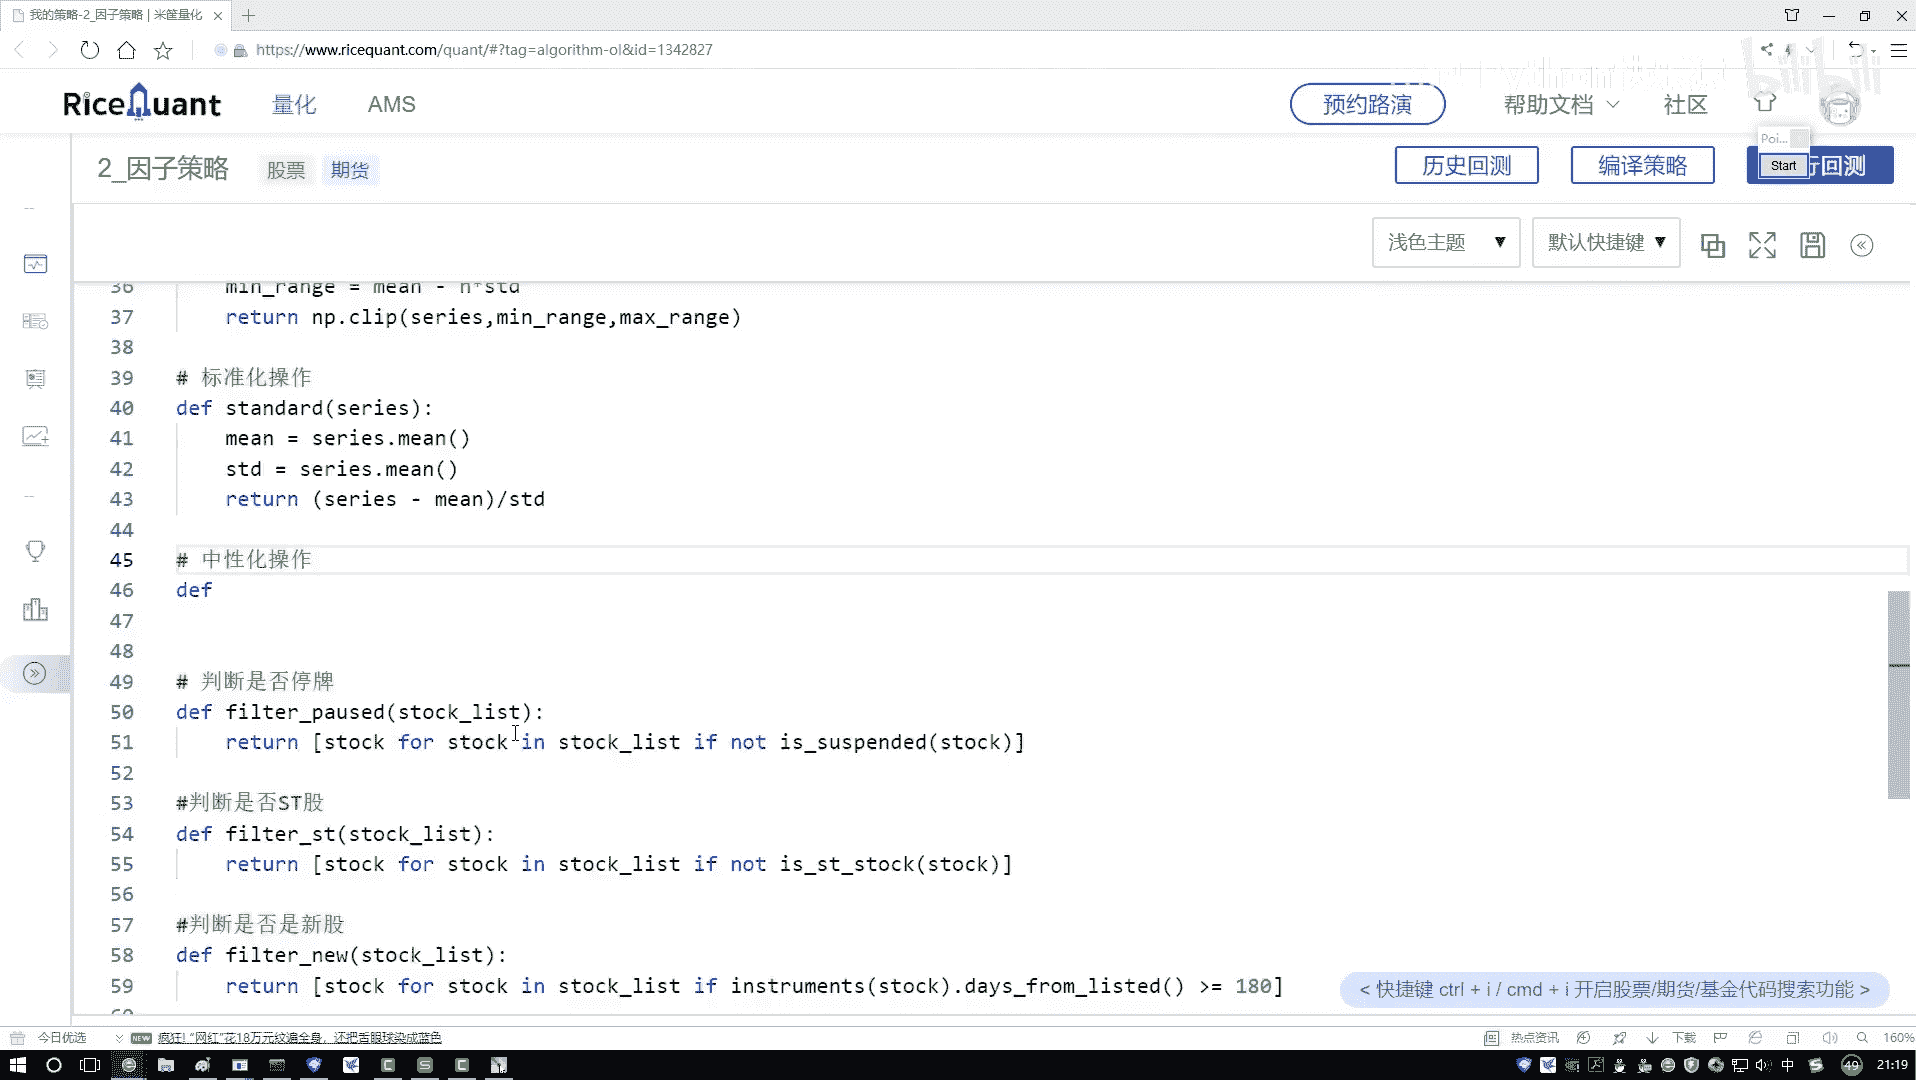 我的策略-2_因子策略 | 米筐量化
https://www.ricequant.com/quant/#?tag=algorithm-ol&id=1342827
bilibili
RiceQuant 量化 AMS 预约路演 帮助文档 社区
Poi...
2_因子策略 股票 期货 历史回测 编译策略 Start 行回测
浅色主题 默认快捷键
36 min_range = mean - n*std
37 return np.clip(series,min_range,max_range)
38
39 # 标准化操作
40 def standard(series):
41 mean = series.mean()
42 std = series.mean()
43 return (series - mean)/std
44
45 # 中性化操作
46 def
47
48
49 # 判断是否停牌
50 def filter_paused(stock_list):
51 return [stock for stock in stock_list if not is_suspended(stock)]
52
53 #判断是否ST股
54 def filter_st(stock_list):
55 return [stock for stock in stock_list if not is_st_stock(stock)]
56
57 #判断是否是新股
58 def filter_new(stock_list):
59 return [stock for stock in stock_list if instruments(stock).days_from_listed() >= 180]
< 快捷键 ctrl + i / cmd + i 开启股票/期货/基金代码搜索功能 >
今日优选 NEW 疯狂! "网红"花18万元纹遍全身，还把舌眼球染成蓝色 热点资讯 下载 160%
中 49 21:19